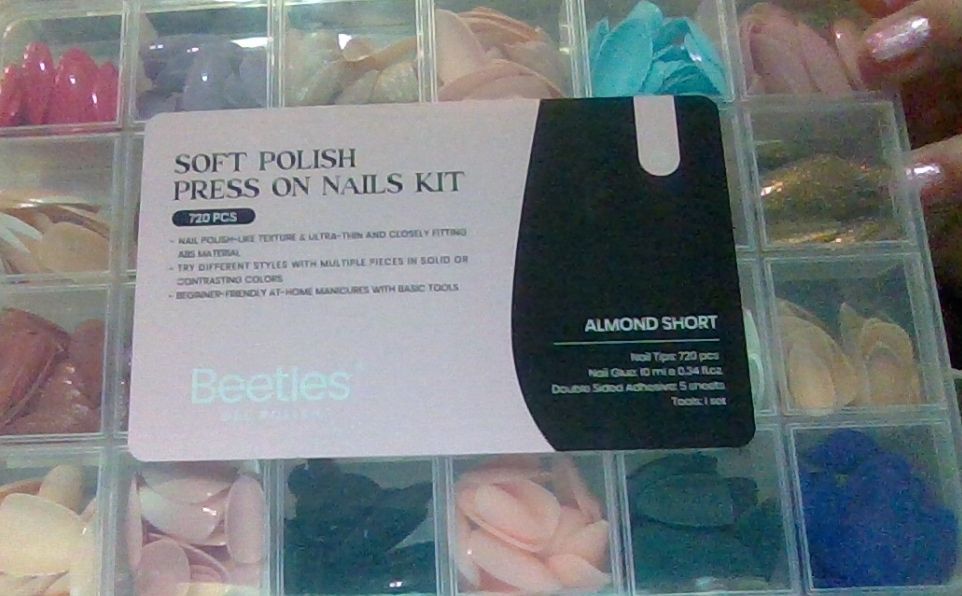 SOFT POLISH
PRESS ON NAILS KIT
720 PCS
- NAIL POLISH-LIKE TEXTURE & ULTRA-THIN AND CLOSELY FITTING
ABS MATERIAL
- TRY DIFFERENT STYLES WITH MULTIPLE PIECES IN SOLID OR
CONTRASTING COLORS
- BEGINNER-FRIENDLY AT-HOME MANICURES WITH BASIC TOOLS
Beetles®
GEL POLISH
ALMOND SHORT
Nail Tips: 720 pcs
Nail Glue: 10 ml e 0.34 fl.oz
Double Sided Adhesive: 5 sheets
Tools: 1 set